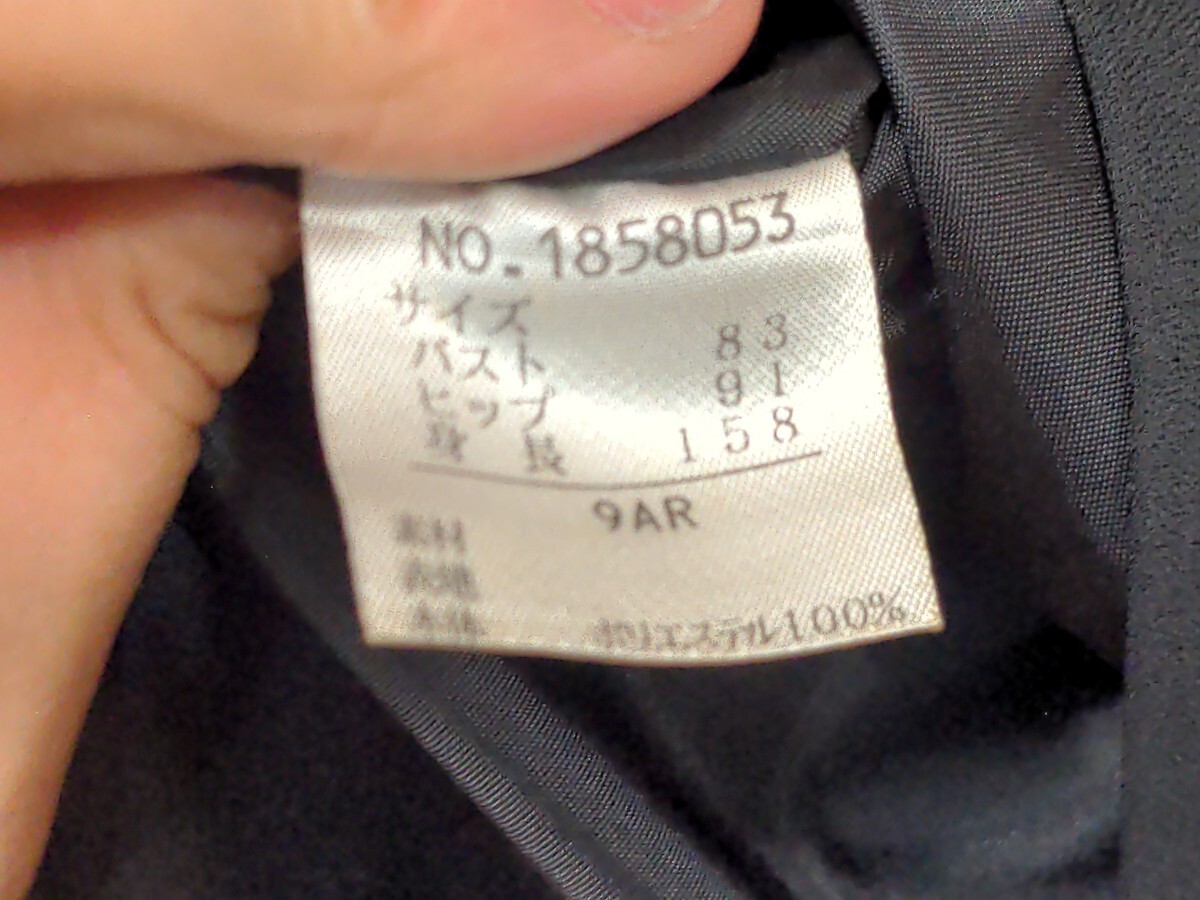 NO.1858053
サイズ
バスト 83
ヒップ 91
身長 158
9AR
素材
表地
本体 ポリエステル100%